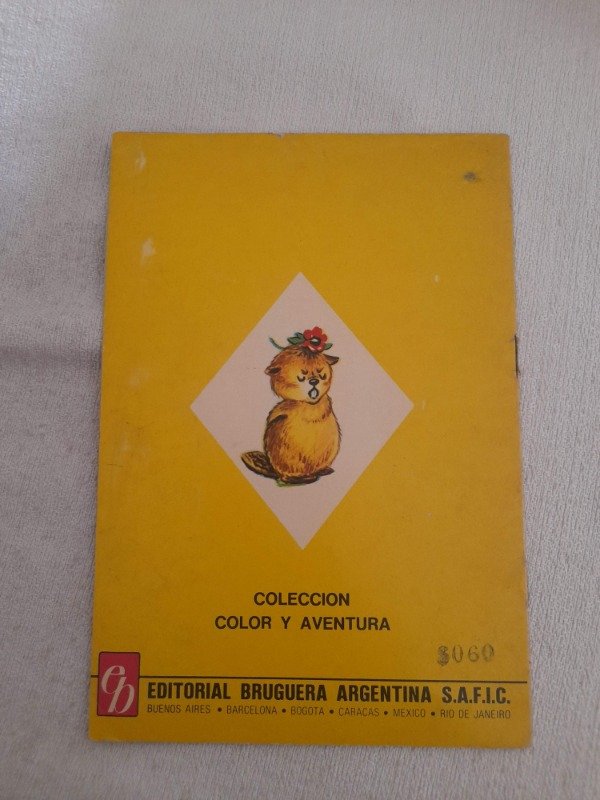 COLECCION
COLOR Y AVENTURA
$060
eb EDITORIAL BRUGUERA ARGENTINA S.A.F.I.C.
BUENOS AIRES • BARCELONA • BOGOTA • CARACAS • MEXICO • RIO DE JANEIRO